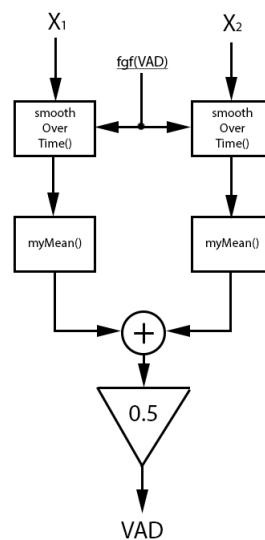 X1 X2
fgf(VAD)
smooth
Over
Time()
smooth
Over
Time()
myMean()
myMean()
+
0.5
VAD